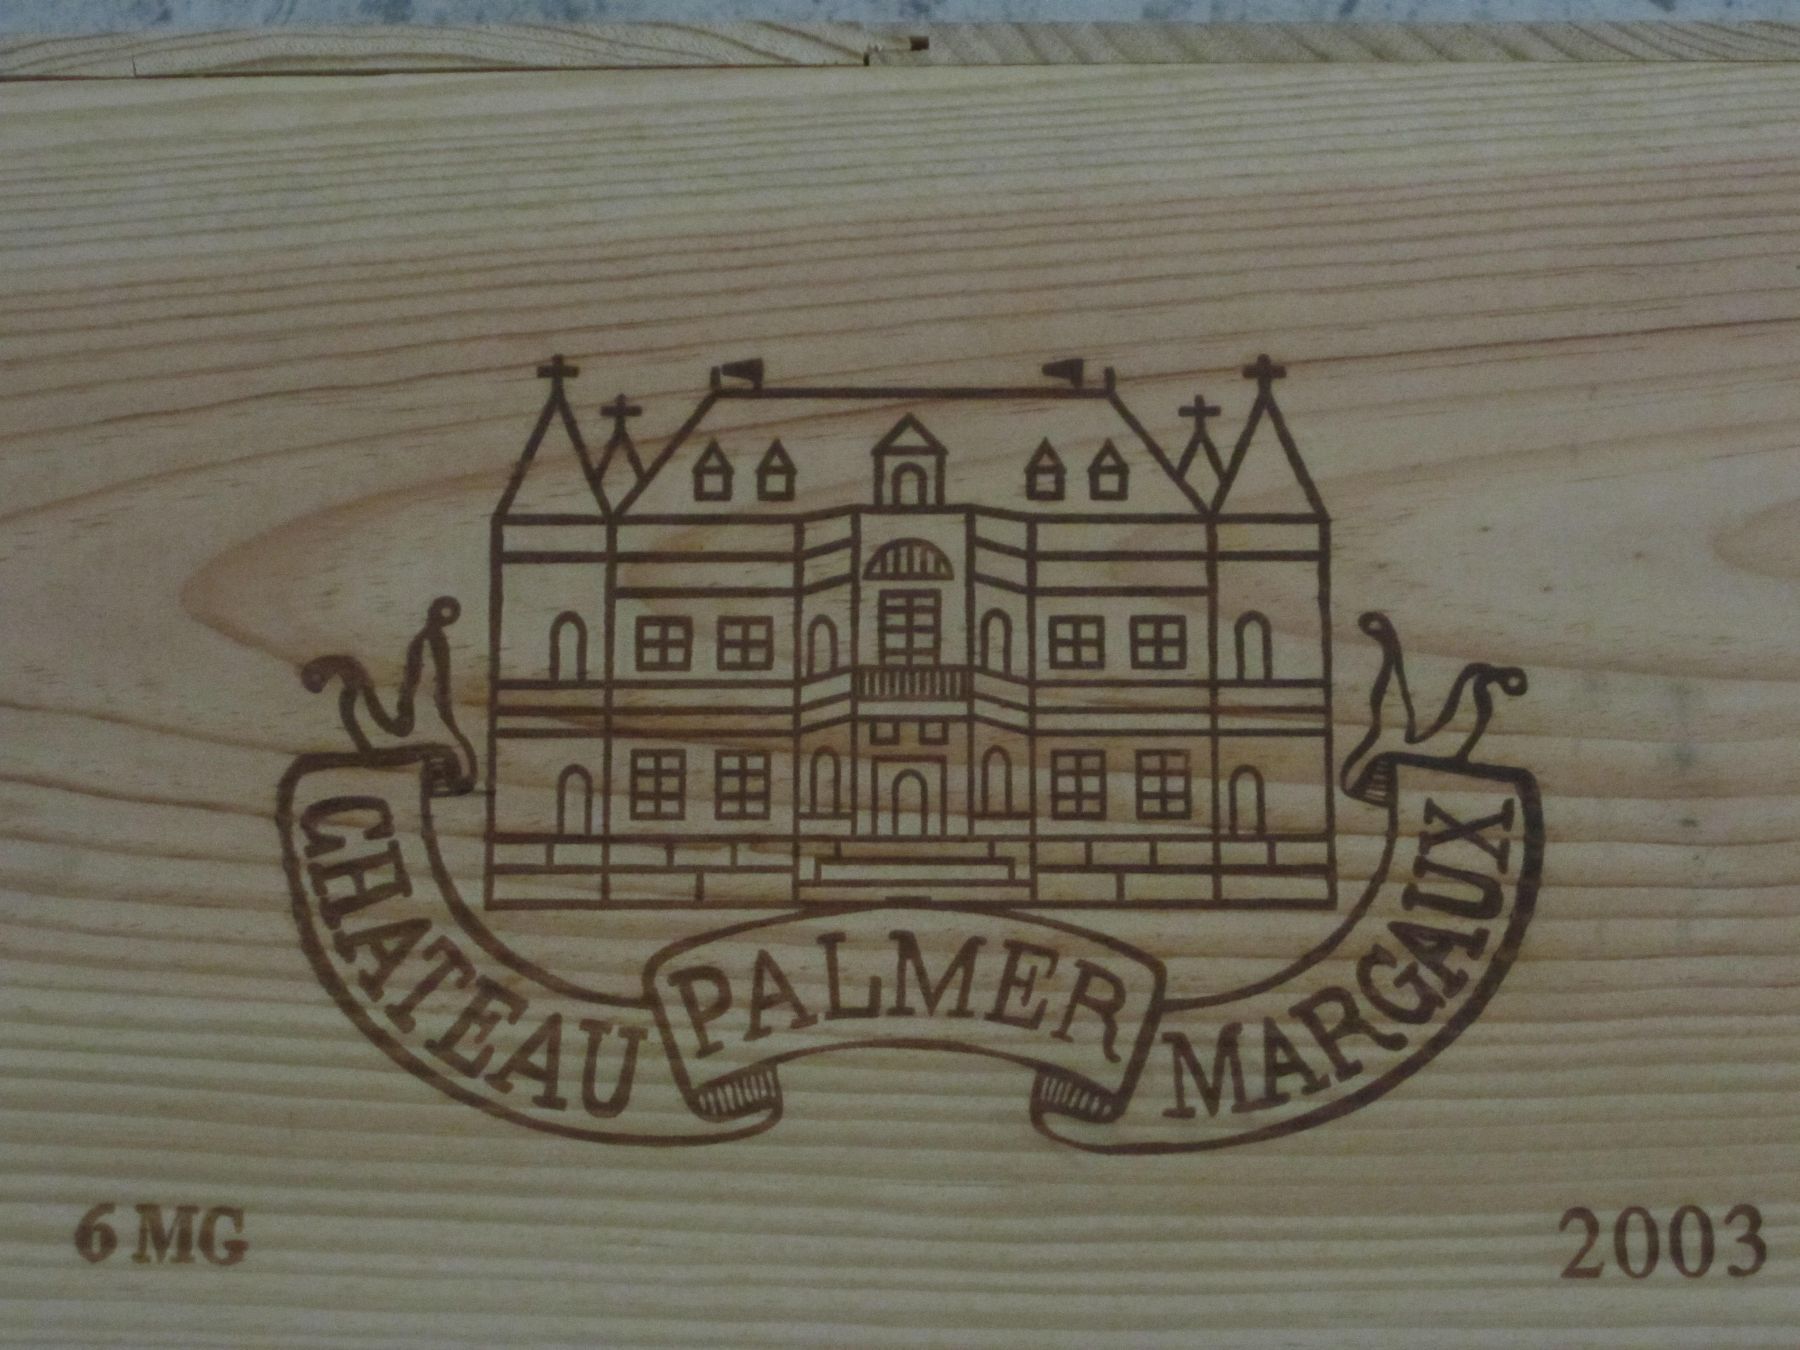 CHATEAU PALMER MARGAUX
6 MG 2003